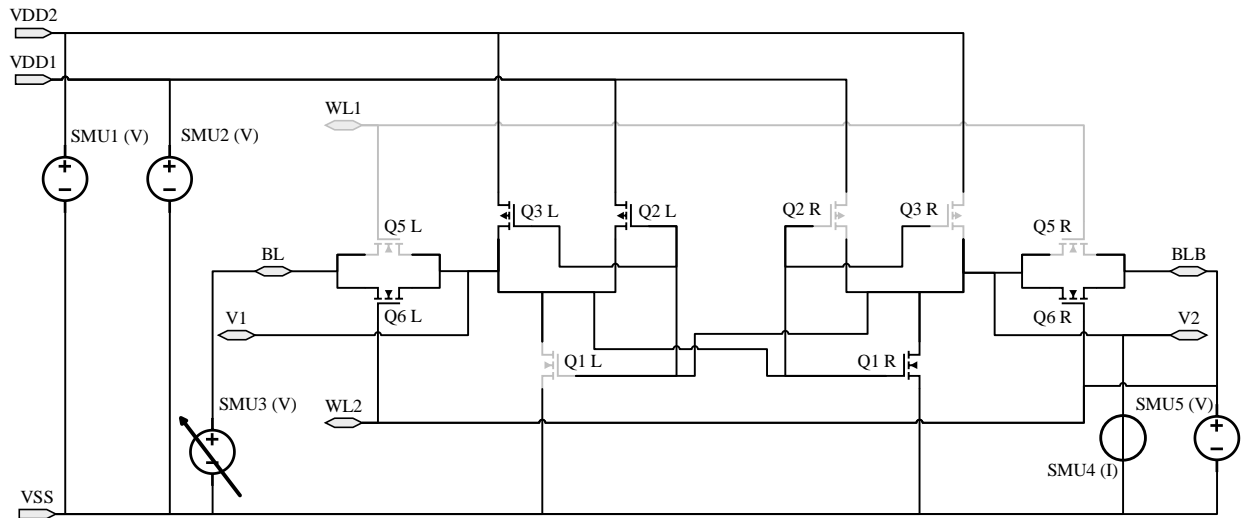 VDD2
VDD1
WL1
SMU1 (V)
SMU2 (V)
Q3 L
Q2 L
Q2 R
Q3 R
Q5 L
Q5 R
BL
BLB
Q6 L
Q6 R
V1
V2
Q1 L
Q1 R
SMU3 (V)
WL2
SMU5 (V)
SMU4 (I)
VSS